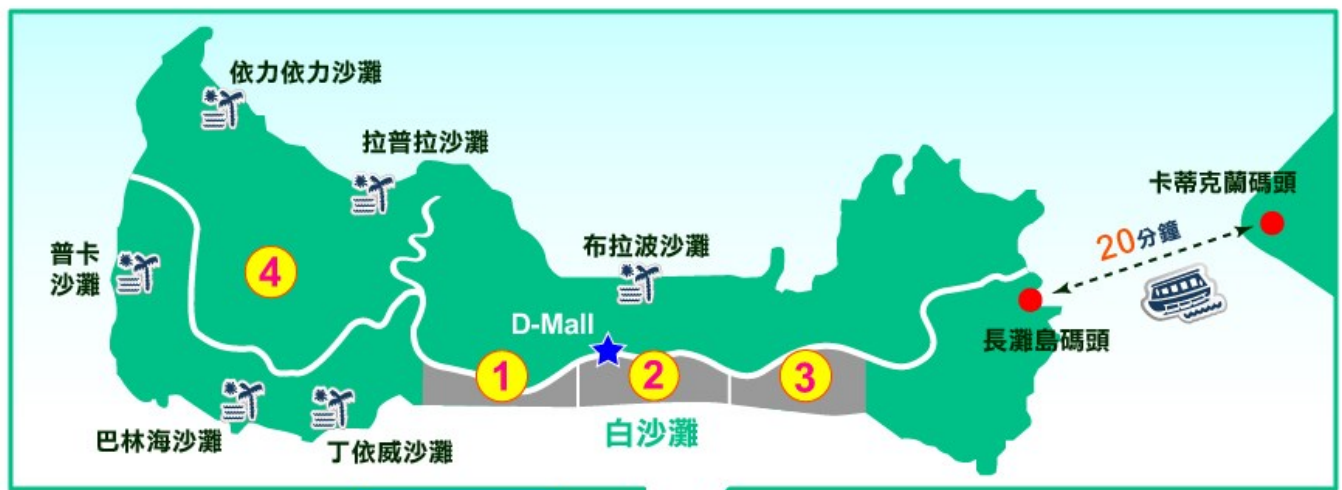 依力依力沙灘
拉普拉沙灘
卡蒂克蘭碼頭
20分鐘
布拉波沙灘
普卡
沙灘
4
D-Mall
長灘島碼頭
1
2
3
巴林海沙灘
丁依威沙灘
白沙灘